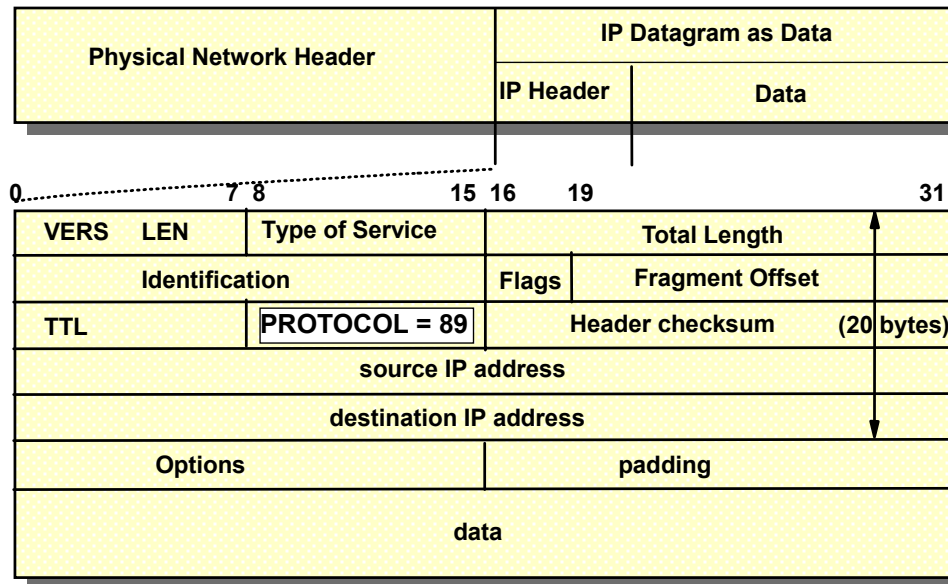 Physical Network Header
IP Datagram as Data
IP Header
Data
0 7 8 15 16 19 31
VERS LEN Type of Service Total Length
Identification Flags Fragment Offset
TTL PROTOCOL = 89 Header checksum (20 bytes)
source IP address
destination IP address
Options padding
data